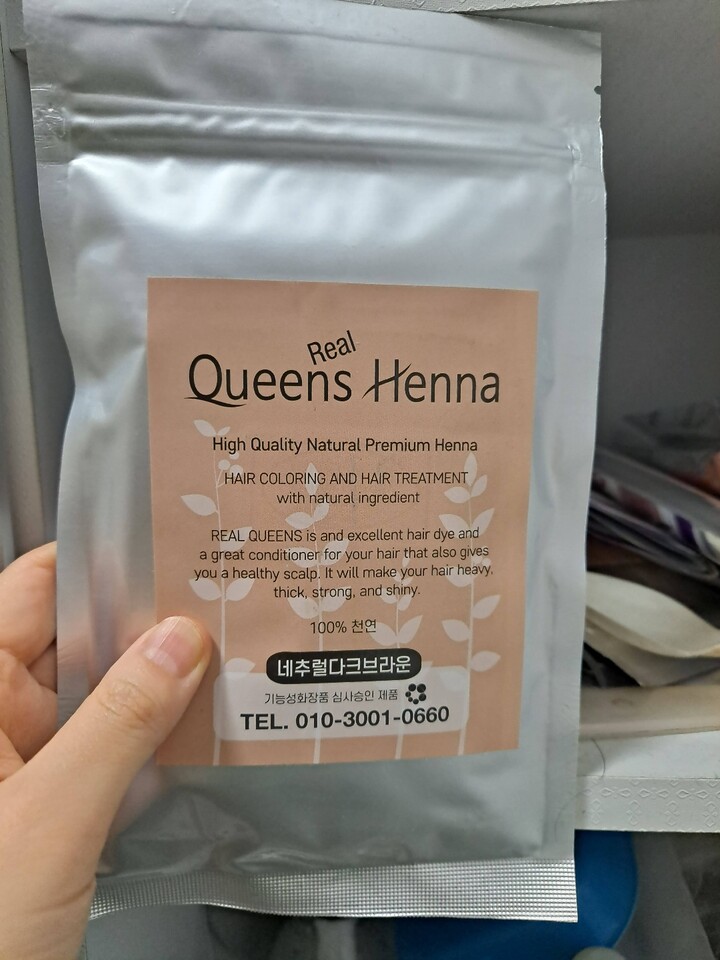 Real
Queens Henna
High Quality Natural Premium Henna
HAIR COLORING AND HAIR TREATMENT
with natural ingredient
REAL QUEENS is and excellent hair dye and
a great conditioner for your hair that also gives
you a healthy scalp. It will make your hair heavy,
thick, strong, and shiny.
100% 천연
네추럴다크브라운
기능성화장품 심사승인 제품
TEL. 010-3001-0660